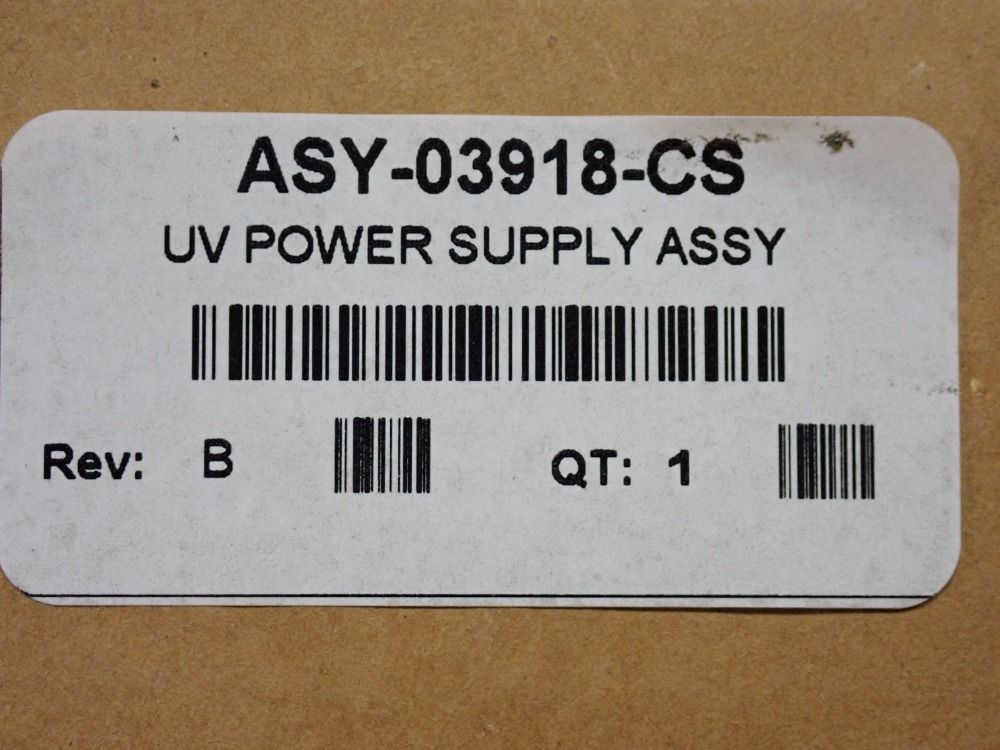 ASY-03918-CS
UV POWER SUPPLY ASSY
Rev: B QT: 1